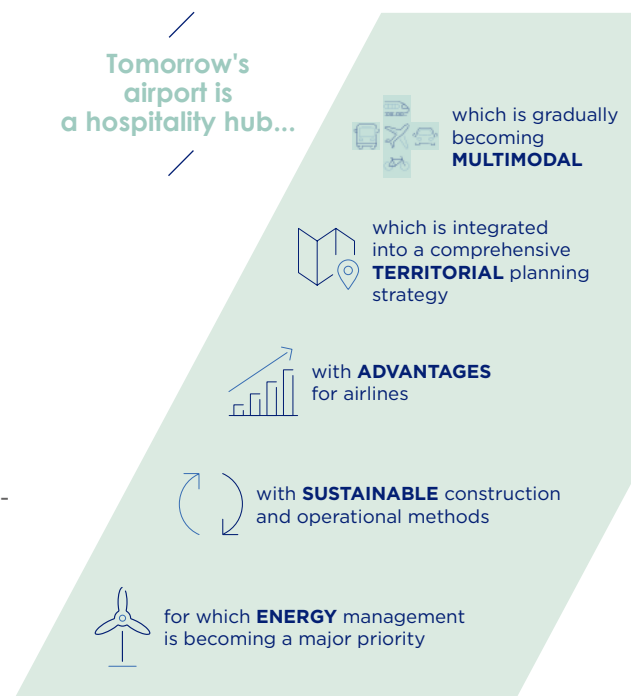 Tomorrow's
airport is
a hospitality hub...
which is gradually
becoming
MULTIMODAL
which is integrated
into a comprehensive
TERRITORIAL planning
strategy
with ADVANTAGES
for airlines
-
with SUSTAINABLE construction
and operational methods
for which ENERGY management
is becoming a major priority